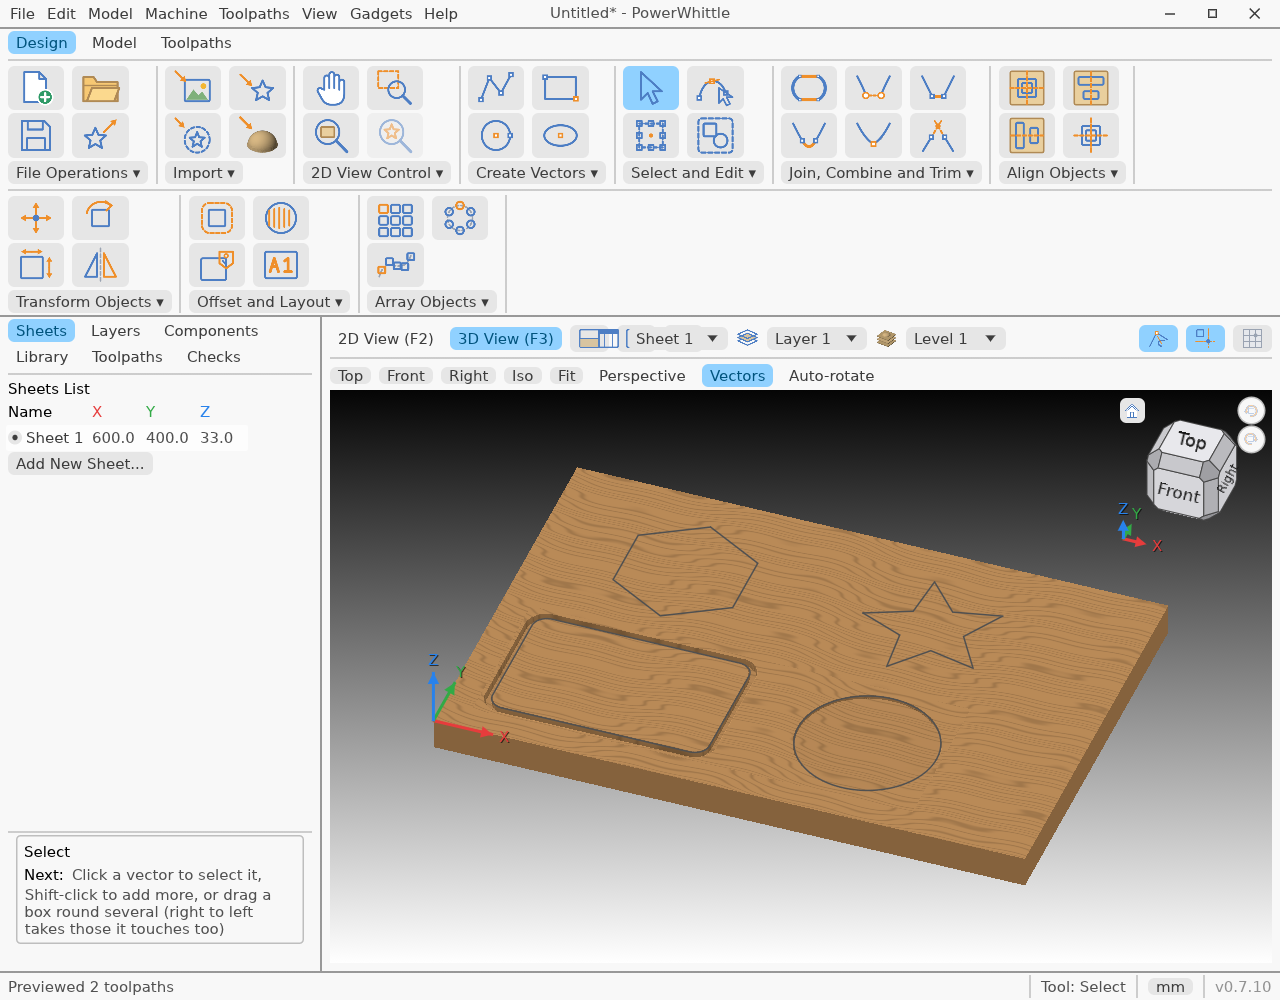 File Edit Model Machine Toolpaths View Gadgets Help Untitled* - PowerWhittle
Design Model Toolpaths
File Operations ▾ Import ▾ 2D View Control ▾ Create Vectors ▾ Select and Edit ▾ Join, Combine and Trim ▾ Align Objects ▾
A1
Transform Objects ▾ Offset and Layout ▾ Array Objects ▾
Sheets Layers Components
Library Toolpaths Checks
Sheets List
Name X Y Z
Sheet 1 600.0 400.0 33.0
Add New Sheet...
2D View (F2) 3D View (F3) Sheet 1 Layer 1 Level 1
Top Front Right Iso Fit Perspective Vectors Auto-rotate
Top
Front
Right
Z
Y
X
Z
Y
X
Select
Next: Click a vector to select it,
Shift-click to add more, or drag a
box round several (right to left
takes those it touches too)
Previewed 2 toolpaths Tool: Select mm v0.7.10